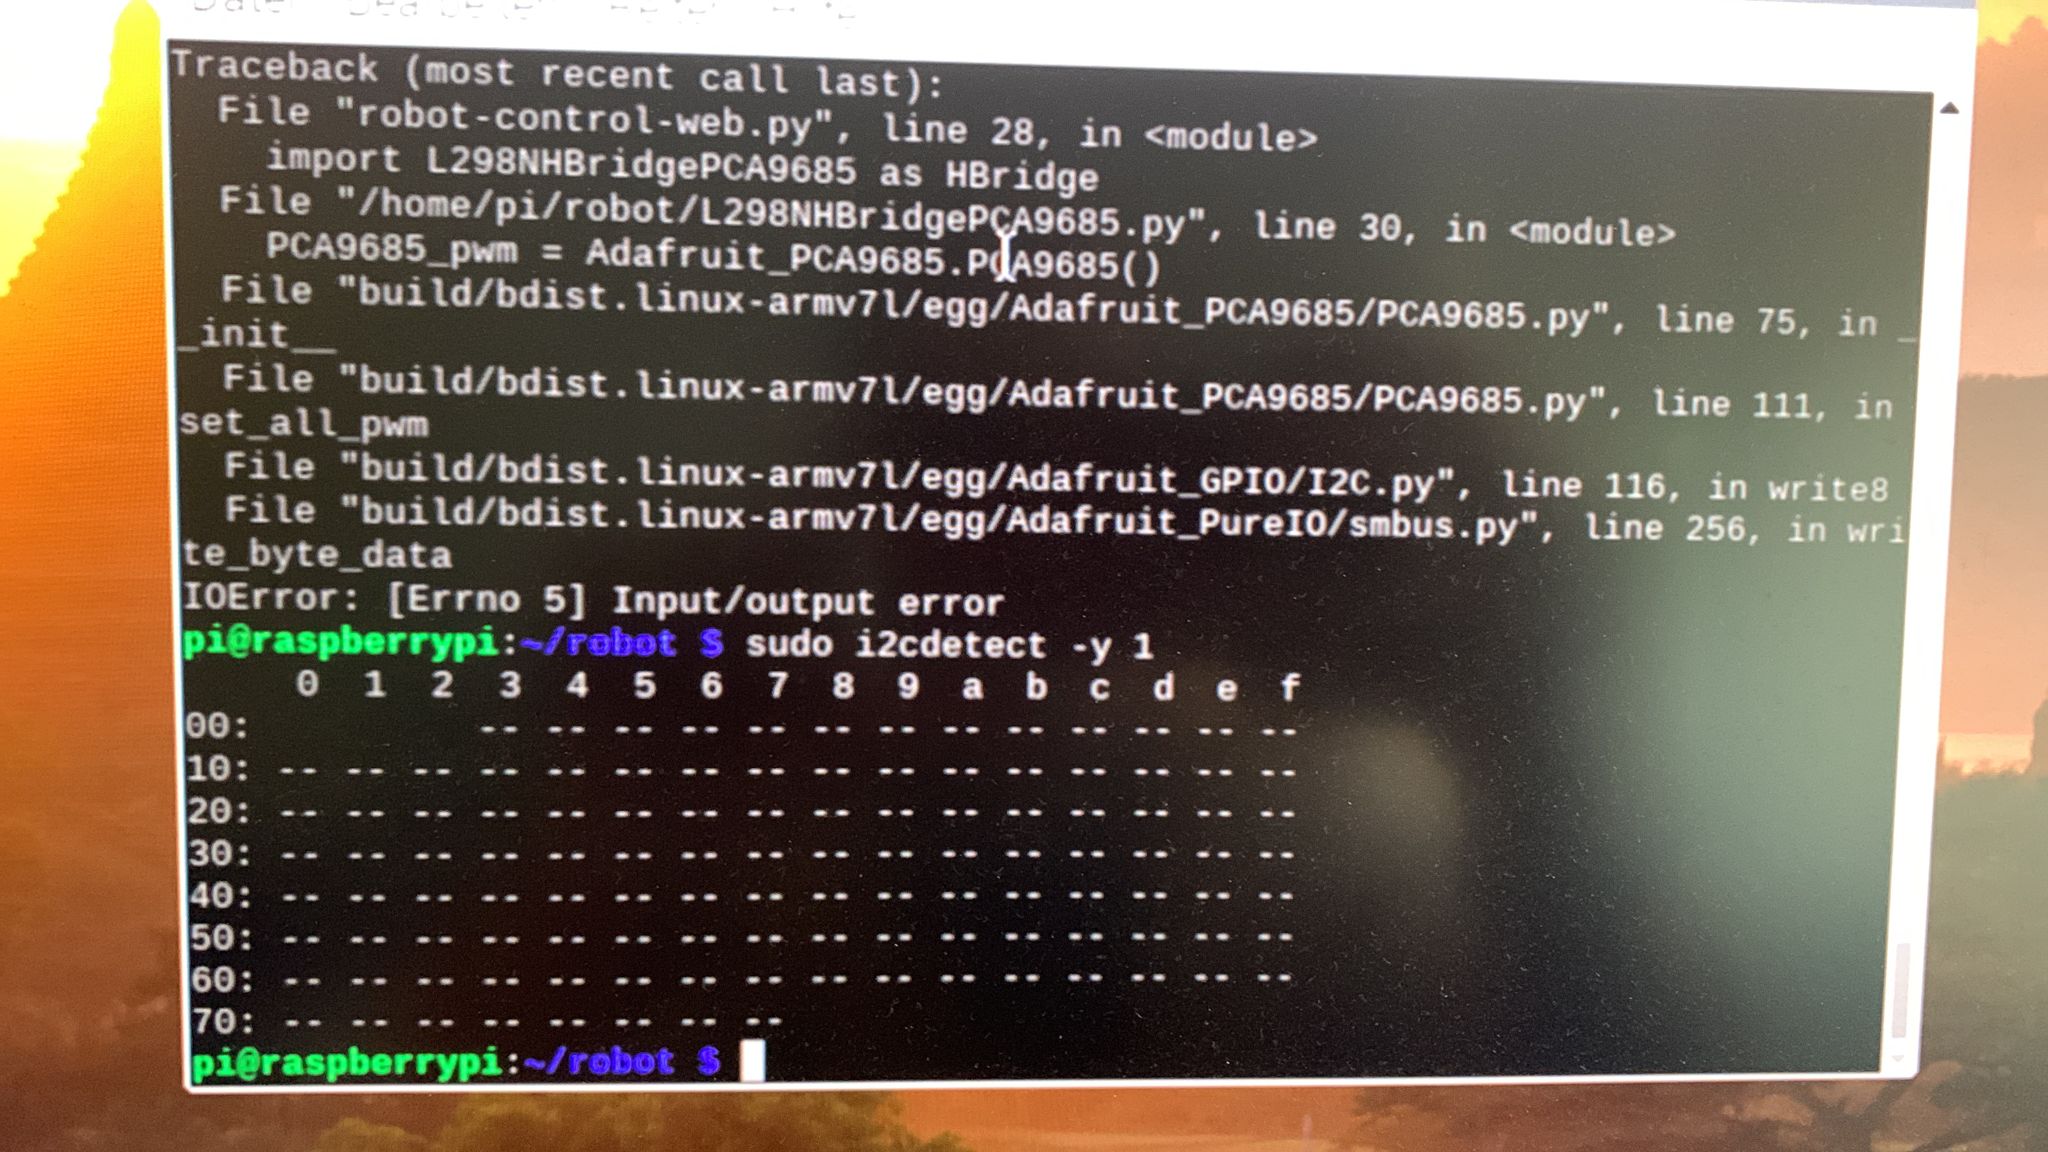 Traceback (most recent call last):
  File "robot-control-web.py", line 28, in <module>
    import L298NHBridgePCA9685 as HBridge
  File "/home/pi/robot/L298NHBridgePCA9685.py", line 30, in <module>
    PCA9685_pwm = Adafruit_PCA9685.PCA9685()
  File "build/bdist.linux-armv7l/egg/Adafruit_PCA9685/PCA9685.py", line 75, in _
_init__
  File "build/bdist.linux-armv7l/egg/Adafruit_PCA9685/PCA9685.py", line 111, in
set_all_pwm
  File "build/bdist.linux-armv7l/egg/Adafruit_GPIO/I2C.py", line 116, in write8
  File "build/bdist.linux-armv7l/egg/Adafruit_PureIO/smbus.py", line 256, in wri
te_byte_data
IOError: [Errno 5] Input/output error
pi@raspberrypi:~/robot $ sudo i2cdetect -y 1
     0  1  2  3  4  5  6  7  8  9  a  b  c  d  e  f
00:          -- -- -- -- -- -- -- -- -- -- -- -- --
10: -- -- -- -- -- -- -- -- -- -- -- -- -- -- -- --
20: -- -- -- -- -- -- -- -- -- -- -- -- -- -- -- --
30: -- -- -- -- -- -- -- -- -- -- -- -- -- -- -- --
40: -- -- -- -- -- -- -- -- -- -- -- -- -- -- -- --
50: -- -- -- -- -- -- -- -- -- -- -- -- -- -- -- --
60: -- -- -- -- -- -- -- -- -- -- -- -- -- -- -- --
70: -- -- -- -- -- -- -- --
pi@raspberrypi:~/robot $